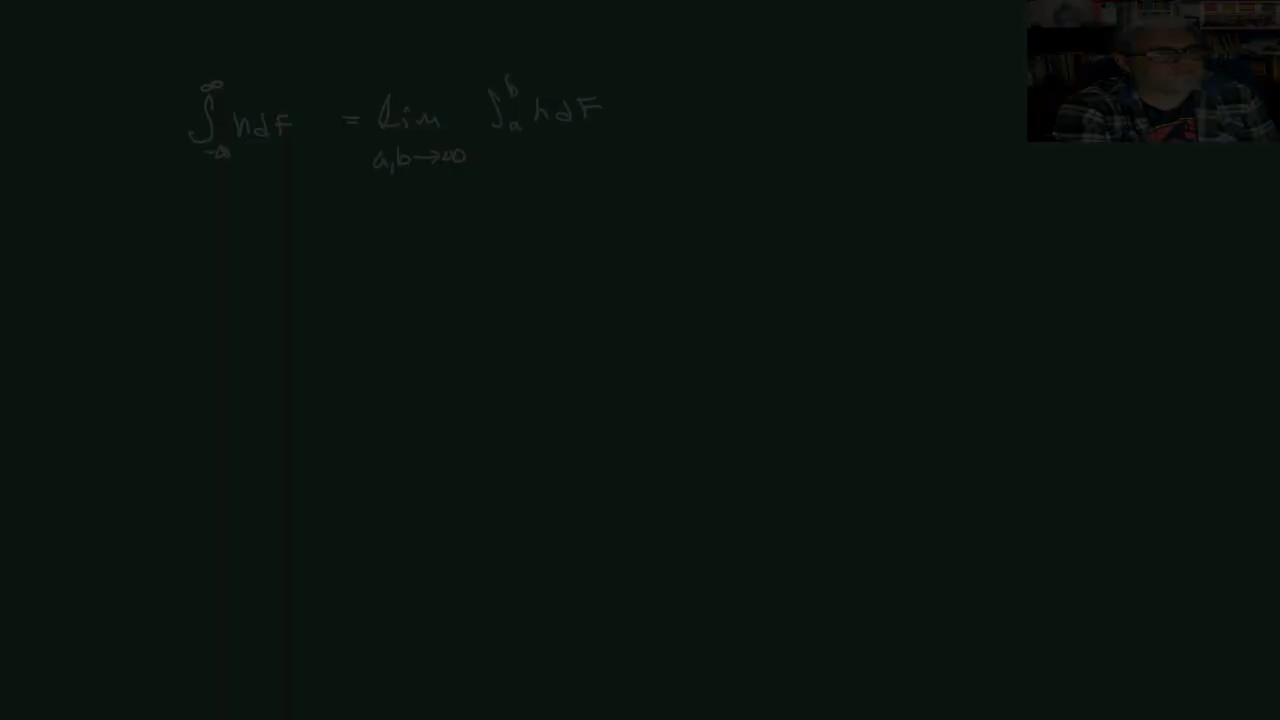 ∫_{-∞}^{∞} h dF = lim_{a,b→∞} ∫_a^b h dF